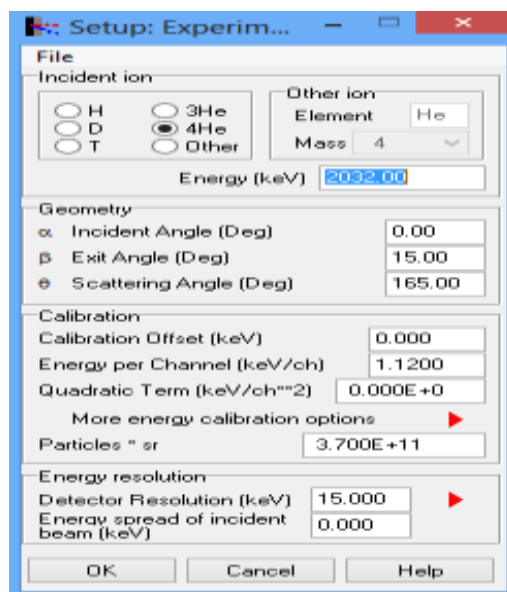 Setup: Experim...
File
Incident ion
H 3He
D 4He
T Other
Other ion
Element He
Mass 4
Energy (keV) 2032.00
Geometry
α Incident Angle (Deg) 0.00
β Exit Angle (Deg) 15.00
θ Scattering Angle (Deg) 165.00
Calibration
Calibration Offset (keV) 0.000
Energy per Channel (keV/ch) 1.1200
Quadratic Term (keV/ch**2) 0.000E+0
More energy calibration options
Particles * sr 3.700E+11
Energy resolution
Detector Resolution (keV) 15.000
Energy spread of incident
beam (keV) 0.000
OK Cancel Help